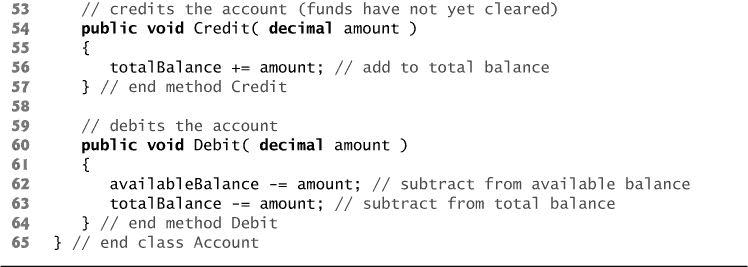 53 // credits the account (funds have not yet cleared)
54 public void Credit( decimal amount )
55 {
56 totalBalance += amount; // add to total balance
57 } // end method Credit
58
59 // debits the account
60 public void Debit( decimal amount )
61 {
62 availableBalance -= amount; // subtract from available balance
63 totalBalance -= amount; // subtract from total balance
64 } // end method Debit
65 } // end class Account